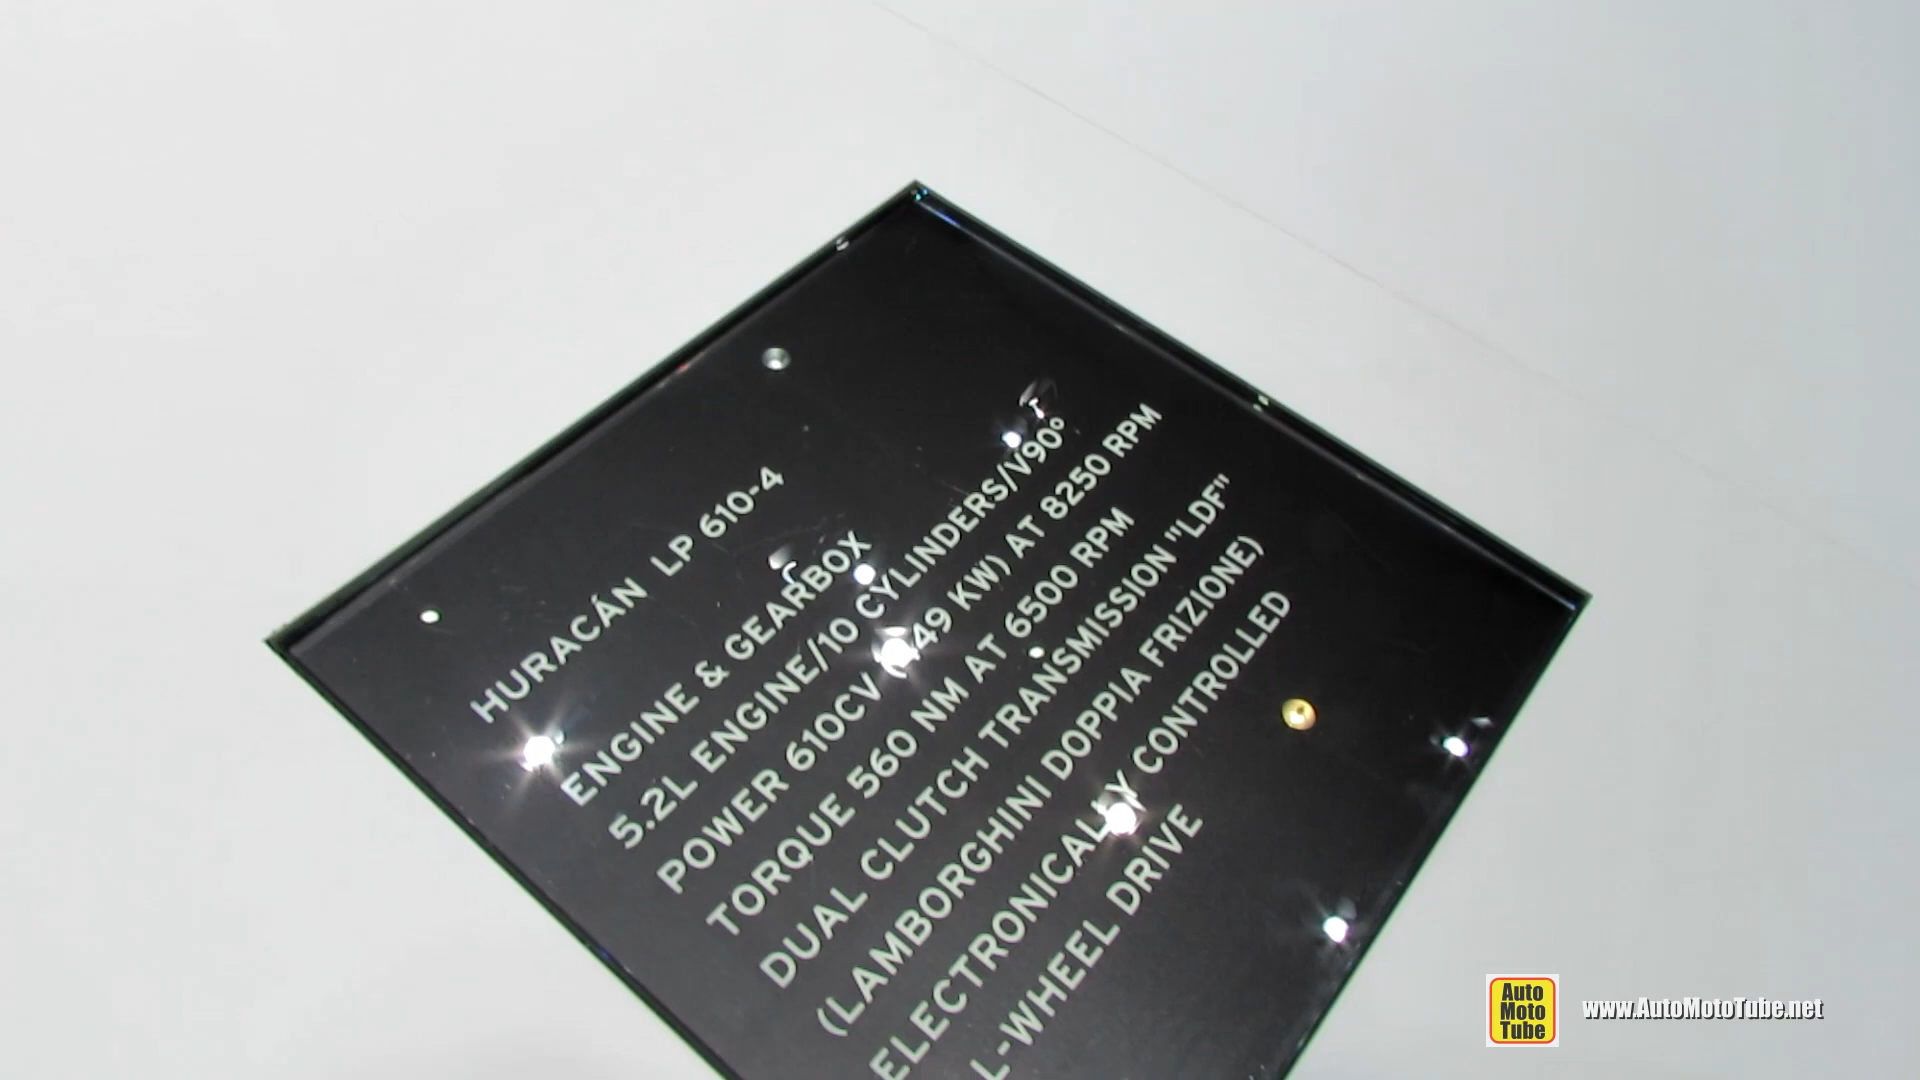 HURACÁN LP 610-4
ENGINE & GEARBOX
5.2L ENGINE/10 CYLINDERS/V90°
POWER 610CV 49 KW) AT 8250 RPM
TORQUE 560 NM AT 6500 RPM
DUAL CLUTCH TRANSMISSION "LDF"
(LAMBORGHINI DOPPIA FRIZIONE)
ELECTRONICALLY CONTROLLED
L-WHEEL DRIVE
Auto
Moto
Tube
www.AutoMotoTube.net